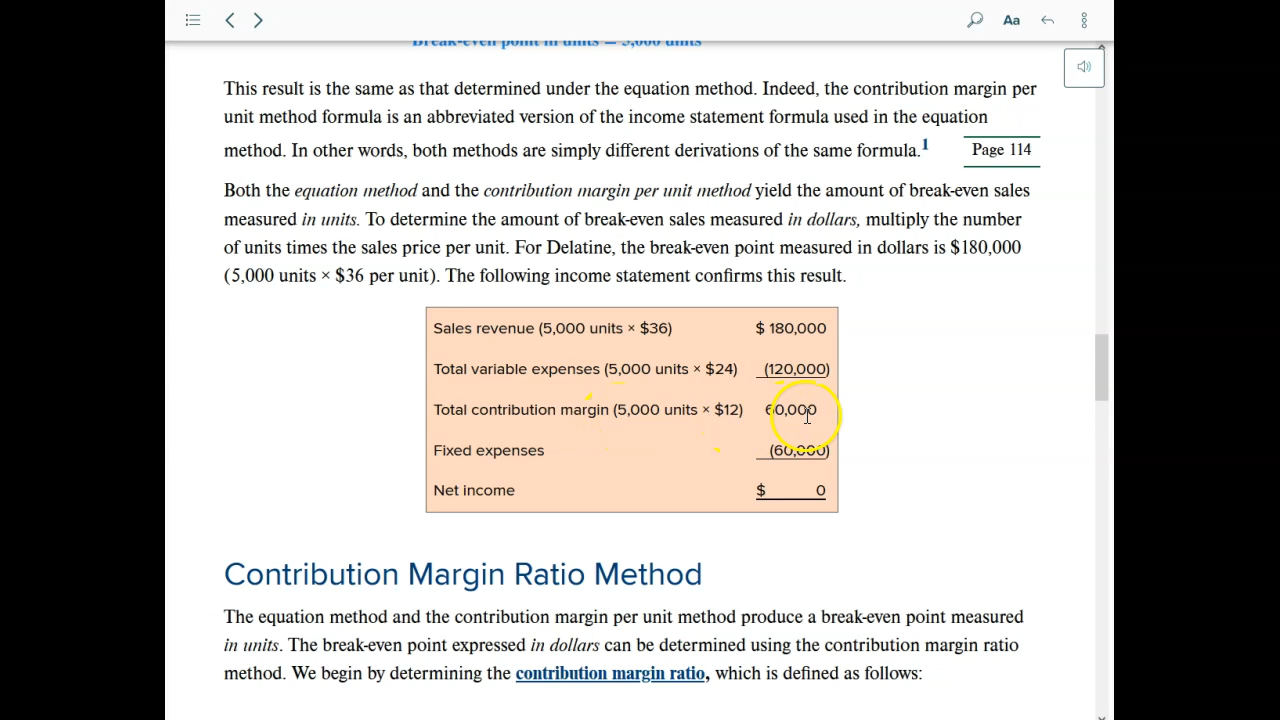 Aa
Break-even point in units = 5,000 units
This result is the same as that determined under the equation method. Indeed, the contribution margin per
unit method formula is an abbreviated version of the income statement formula used in the equation
method. In other words, both methods are simply different derivations of the same formula.1
Page 114
Both the equation method and the contribution margin per unit method yield the amount of break-even sales
measured in units. To determine the amount of break-even sales measured in dollars, multiply the number
of units times the sales price per unit. For Delatine, the break-even point measured in dollars is $180,000
(5,000 units × $36 per unit). The following income statement confirms this result.
Sales revenue (5,000 units × $36) $ 180,000
Total variable expenses (5,000 units × $24) (120,000)
Total contribution margin (5,000 units × $12) 60,000
Fixed expenses (60,000)
Net income $ 0
Contribution Margin Ratio Method
The equation method and the contribution margin per unit method produce a break-even point measured
in units. The break-even point expressed in dollars can be determined using the contribution margin ratio
method. We begin by determining the contribution margin ratio, which is defined as follows: